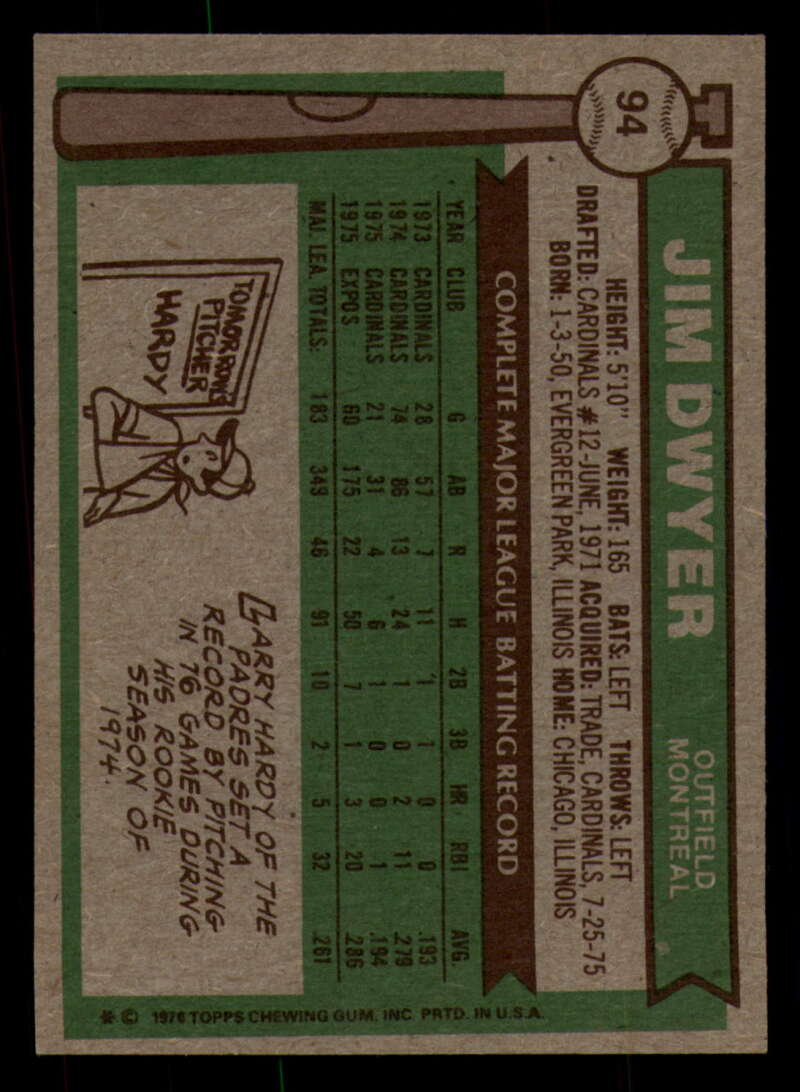 94
JIM DWYER
OUTFIELD
MONTREAL
HEIGHT: 5'10" WEIGHT: 165 BATS: LEFT THROWS: LEFT
DRAFTED: CARDINALS #12-JUNE, 1971 ACQUIRED: TRADE, CARDINALS, 7-25-75
BORN: 1-3-50, EVERGREEN PARK, ILLINOIS HOME: CHICAGO, ILLINOIS
COMPLETE MAJOR LEAGUE BATTING RECORD
YEAR CLUB G AB R H 2B 3B HR RBI AVG.
1973 CARDINALS 28 57 7 11 1 1 0 0 .193
1974 CARDINALS 74 86 13 24 1 0 2 11 .279
1975 CARDINALS 21 31 4 6 1 0 0 1 .194
1975 EXPOS 60 175 22 50 7 1 3 20 .286
MAJ. LEA. TOTALS: 183 349 46 91 10 2 5 32 .261
TOMORROW'S
PITCHER
HARDY
LARRY HARDY OF THE
PADRES SET A
RECORD BY PITCHING
IN 76 GAMES DURING
HIS ROOKIE
SEASON OF
1974.
* © 1976 TOPPS CHEWING GUM, INC. PRTD. IN U.S.A.